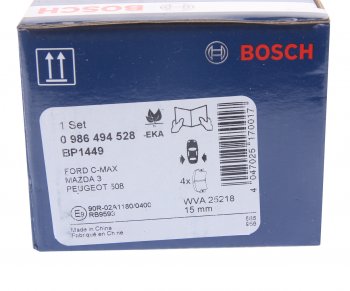 BOSCH
1 Set
0 986 494 528
-EKA
BP1449
FORD C-MAX
MAZDA 3
PEUGEOT 508
4x
E9
90R-02A1180/0400
RB9593
WVA 25218
15 mm
Made in China
Fabriqué en Chine
4 047025 170017